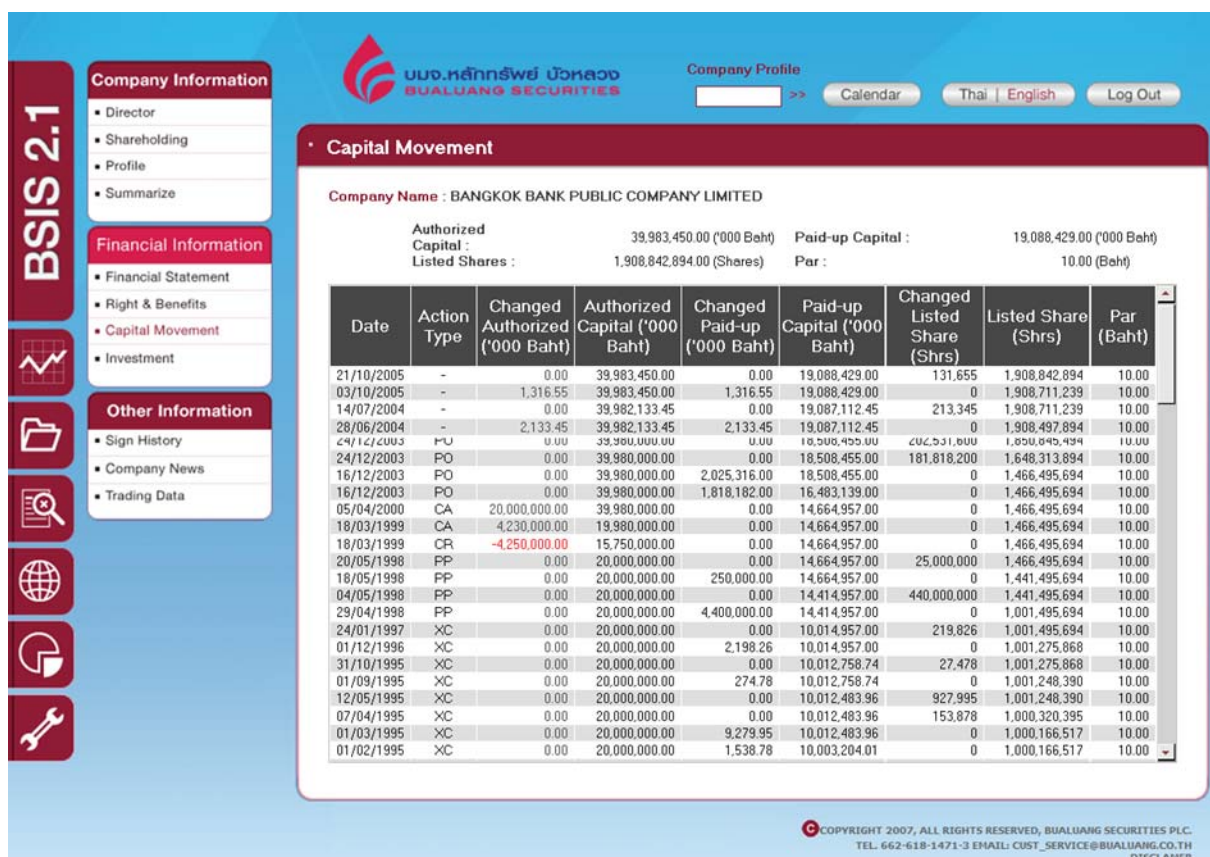 BSIS 2.1
Company Information
Director
Shareholding
Profile
Summarize
Financial Information
Financial Statement
Right & Benefits
Capital Movement
Investment
Other Information
Sign History
Company News
Trading Data
บมจ.หลักทรัพย์ บัวหลวง
BUALUANG SECURITIES
Company Profile
>> Calendar Thai | English Log Out
Capital Movement
Company Name : BANGKOK BANK PUBLIC COMPANY LIMITED
Authorized Capital : 39,983,450.00 ('000 Baht) Paid-up Capital : 19,088,429.00 ('000 Baht)
Listed Shares : 1,908,842,894.00 (Shares) Par : 10.00 (Baht)
Date Action Type Changed Authorized ('000 Baht) Authorized Capital ('000 Baht) Changed Paid-up ('000 Baht) Paid-up Capital ('000 Baht) Changed Listed Share (Shrs) Listed Share (Shrs) Par (Baht)
21/10/2005 - 0.00 39,983,450.00 0.00 19,088,429.00 131,655 1,908,842,894 10.00
03/10/2005 - 1,316.55 39,983,450.00 1,316.55 19,088,429.00 0 1,908,711,239 10.00
14/07/2004 - 0.00 39,982,133.45 0.00 19,087,112.45 213,345 1,908,711,239 10.00
28/06/2004 - 2,133.45 39,982,133.45 2,133.45 19,087,112.45 0 1,908,497,894 10.00
24/12/2003 PO 0.00 39,980,000.00 0.00 18,508,455.00 202,531,600 1,850,845,494 10.00
24/12/2003 PO 0.00 39,980,000.00 0.00 18,508,455.00 181,818,200 1,648,313,894 10.00
16/12/2003 PO 0.00 39,980,000.00 2,025,316.00 18,508,455.00 0 1,466,495,694 10.00
16/12/2003 PO 0.00 39,980,000.00 1,818,182.00 16,483,139.00 0 1,466,495,694 10.00
05/04/2000 CA 20,000,000.00 39,980,000.00 0.00 14,664,957.00 0 1,466,495,694 10.00
18/03/1999 CA 4,230,000.00 19,980,000.00 0.00 14,664,957.00 0 1,466,495,694 10.00
18/03/1999 CR -4,250,000.00 15,750,000.00 0.00 14,664,957.00 0 1,466,495,694 10.00
20/05/1998 PP 0.00 20,000,000.00 0.00 14,664,957.00 25,000,000 1,466,495,694 10.00
18/05/1998 PP 0.00 20,000,000.00 250,000.00 14,664,957.00 0 1,441,495,694 10.00
04/05/1998 PP 0.00 20,000,000.00 0.00 14,414,957.00 440,000,000 1,441,495,694 10.00
29/04/1998 PP 0.00 20,000,000.00 4,400,000.00 14,414,957.00 0 1,001,495,694 10.00
24/01/1997 XC 0.00 20,000,000.00 0.00 10,014,957.00 219,826 1,001,495,694 10.00
01/12/1996 XC 0.00 20,000,000.00 2,198.26 10,014,957.00 0 1,001,275,868 10.00
31/10/1995 XC 0.00 20,000,000.00 0.00 10,012,758.74 27,478 1,001,275,868 10.00
01/09/1995 XC 0.00 20,000,000.00 274.78 10,012,758.74 0 1,001,248,390 10.00
12/05/1995 XC 0.00 20,000,000.00 0.00 10,012,483.96 927,995 1,001,248,390 10.00
07/04/1995 XC 0.00 20,000,000.00 0.00 10,012,483.96 153,878 1,000,320,395 10.00
01/03/1995 XC 0.00 20,000,000.00 9,279.95 10,012,483.96 0 1,000,166,517 10.00
01/02/1995 XC 0.00 20,000,000.00 1,538.78 10,003,204.01 0 1,000,166,517 10.00
COPYRIGHT 2007, ALL RIGHTS RESERVED, BUALUANG SECURITIES PLC.
TEL. 662-618-1471-3 EMAIL: CUST_SERVICE@BUALUANG.CO.TH